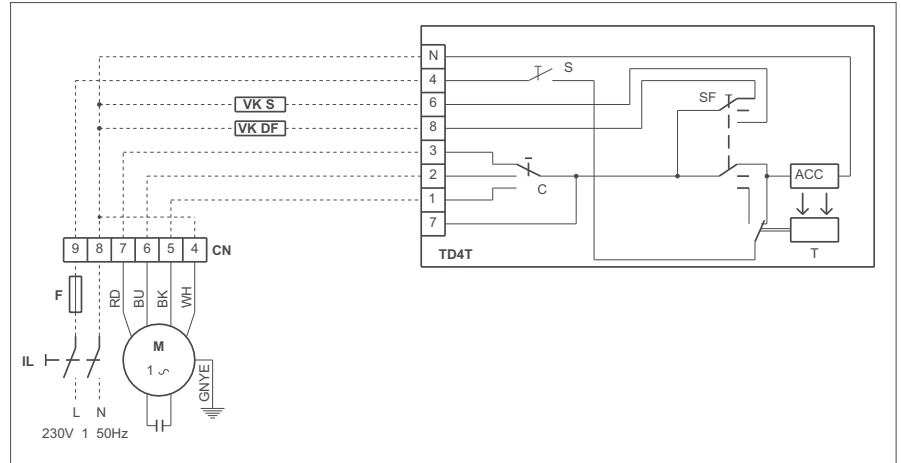 N
4
S
6
SF
VK S
8
VK DF
3
2
C
1
ACC
7
TD4T
T
9 8 7 6 5 4 CN
F
RD BU BK WH
M
1 ~
GNYE
IL
L N
230V 1 50Hz